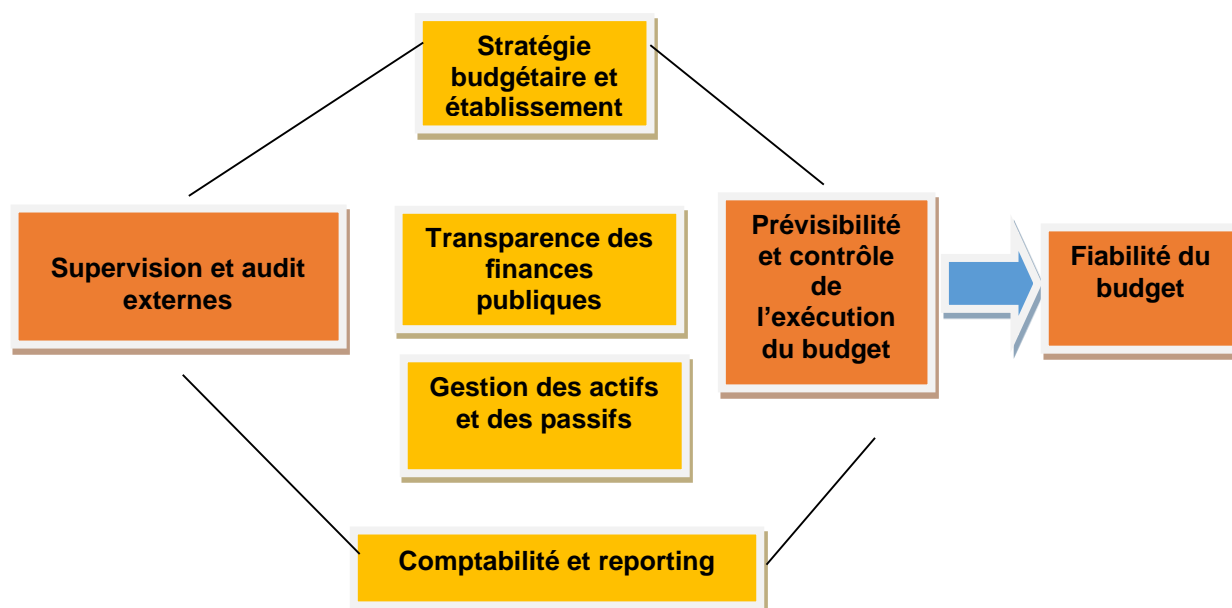 Stratégie
budgétaire et
établissement
Supervision et audit
externes
Transparence des
finances
publiques
Gestion des actifs
et des passifs
Prévisibilité
et contrôle
de
l’exécution
du budget
Fiabilité du
budget
Comptabilité et reporting